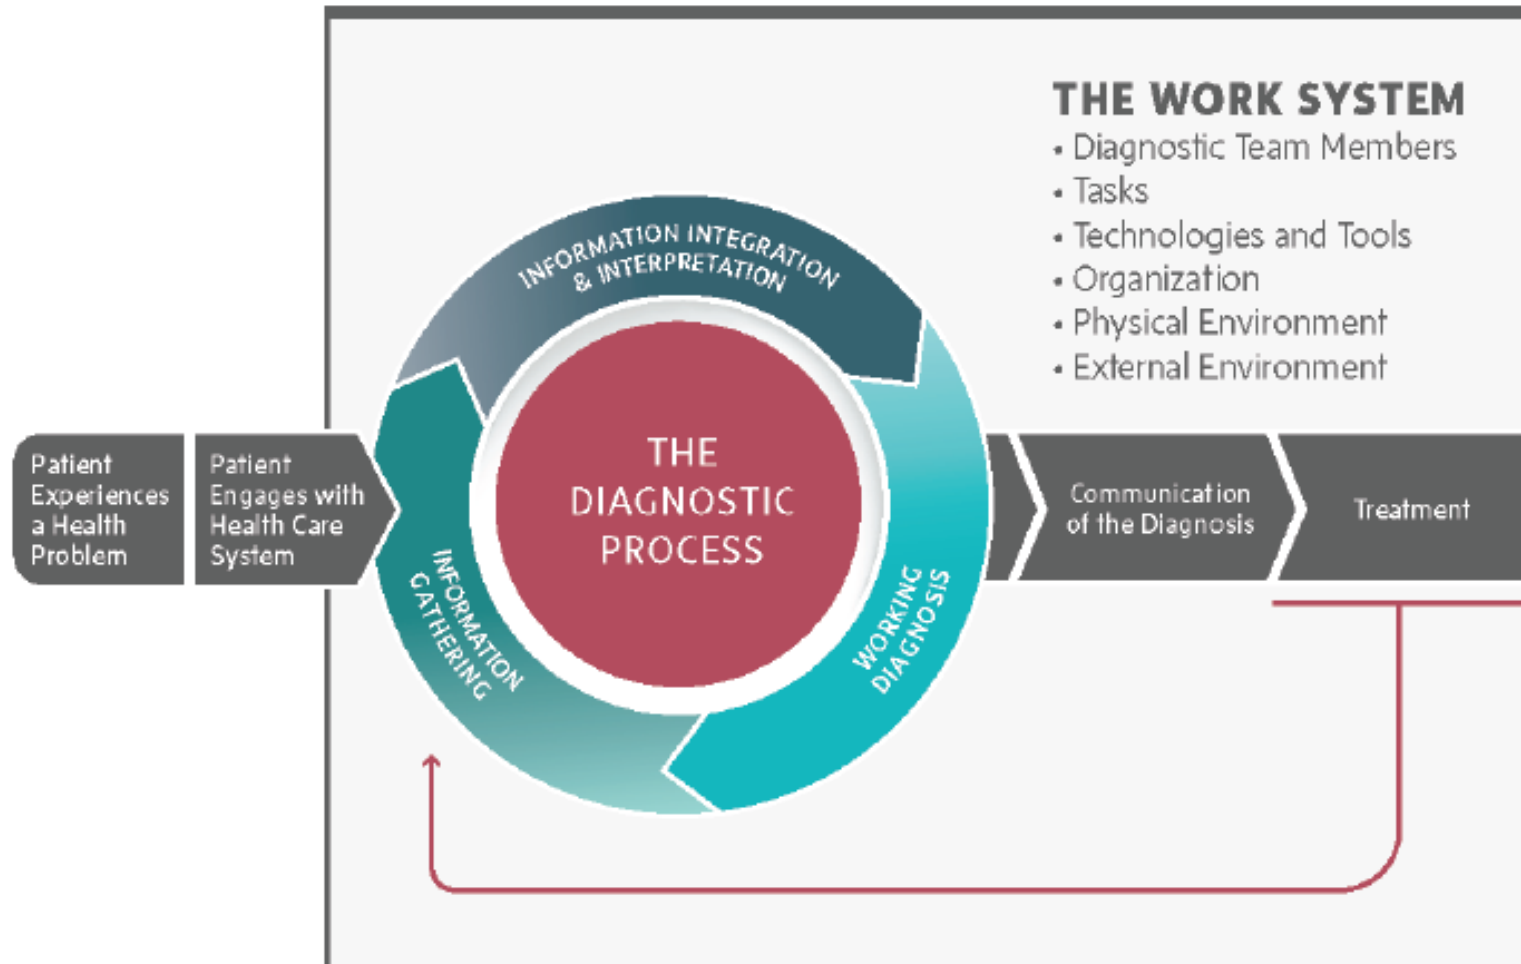 THE WORK SYSTEM
• Diagnostic Team Members
• Tasks
• Technologies and Tools
• Organization
• Physical Environment
• External Environment
INFORMATION INTEGRATION
& INTERPRETATION
THE
DIAGNOSTIC
PROCESS
Patient
Experiences
a Health
Problem
Patient
Engages with
Health Care
System
INFORMATION
GATHERING
WORKING
DIAGNOSIS
Communication
of the Diagnosis
Treatment